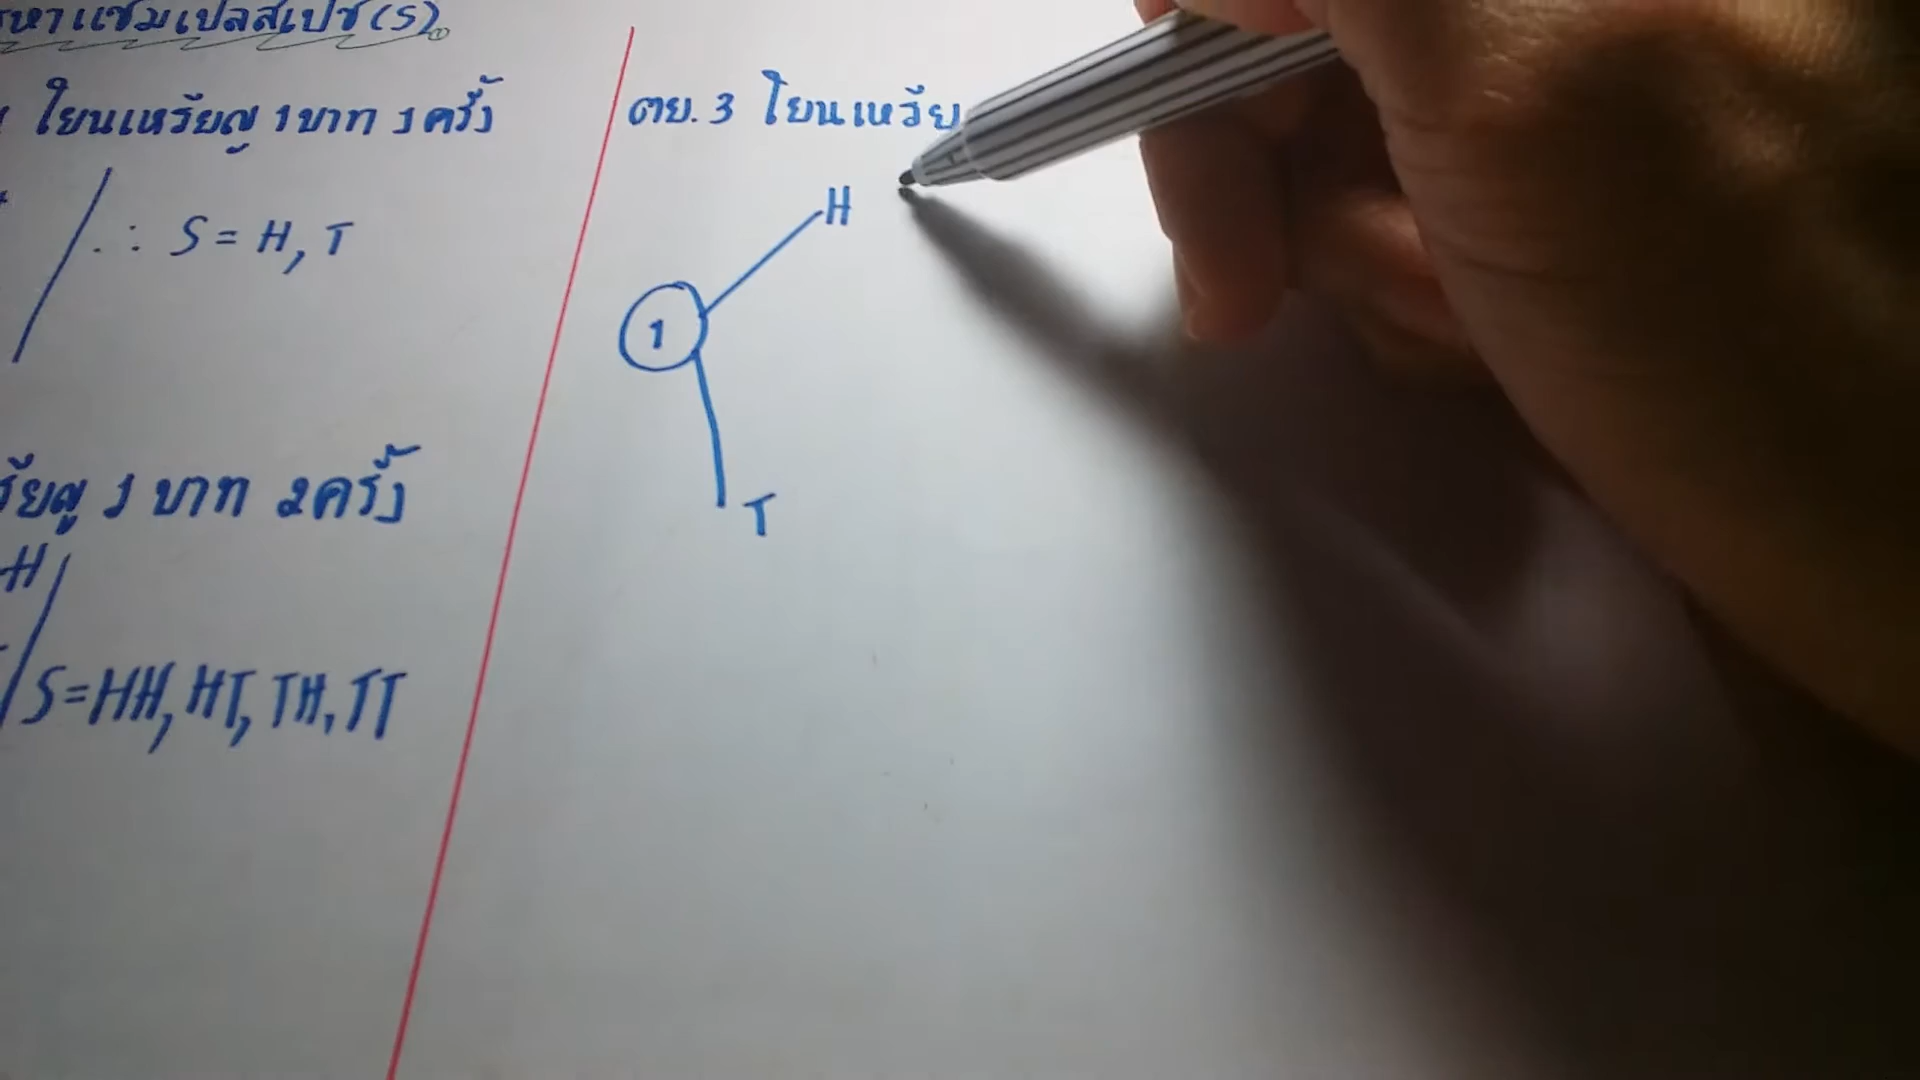 หาแซมเปลสเปซ(S)
โยนเหรียญ 1 บาท 1 ครั้ง
∴ S = H, T
รียญ 1 บาท 2 ครั้ง
H
S=HH, HT, TH, TT
ตย. 3 โยนเหรีย
H
1
T